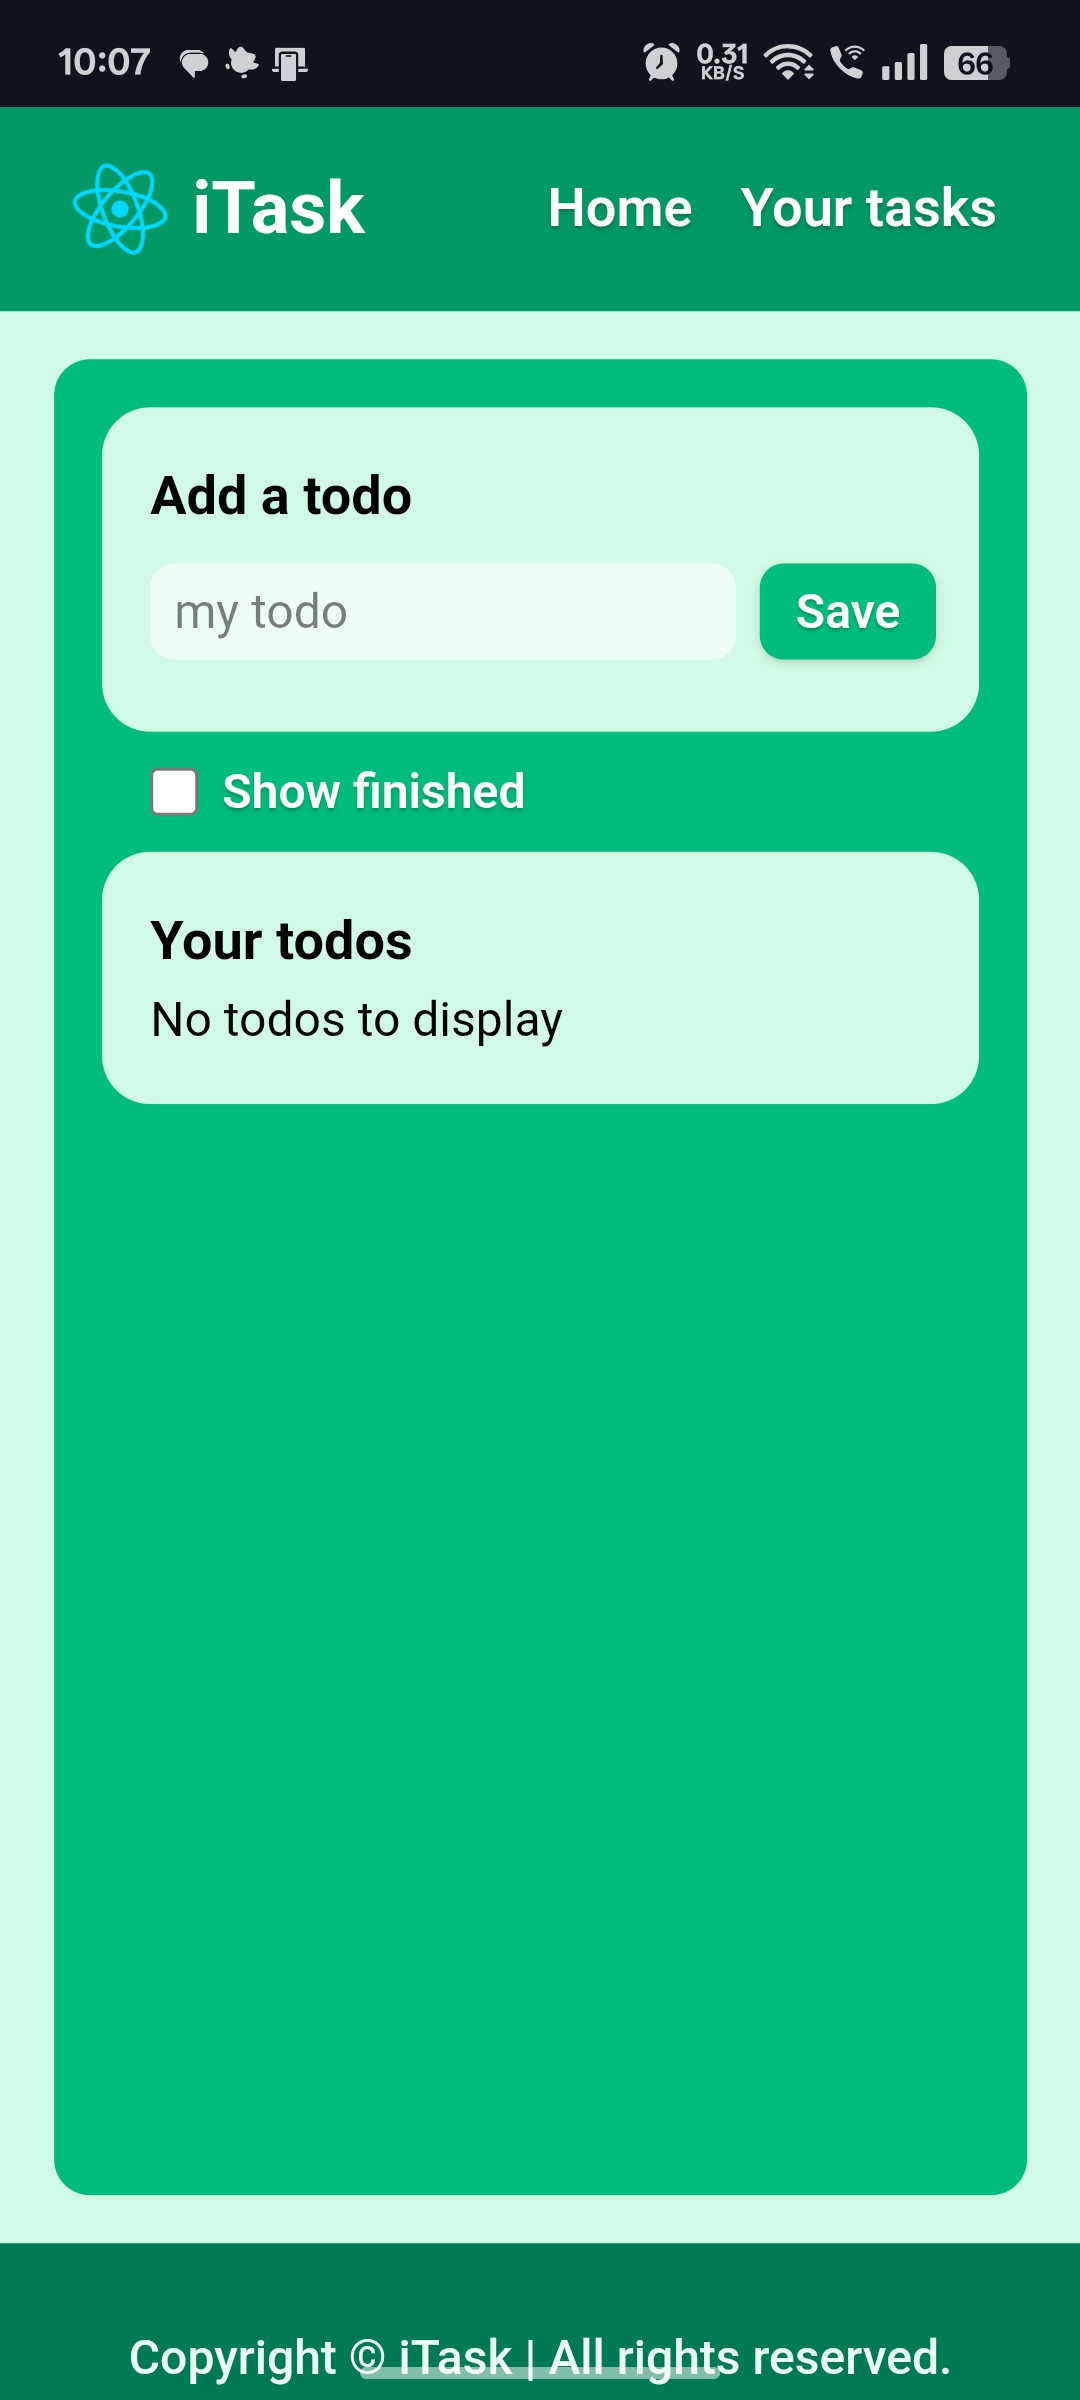 10:07 0.31 KB/S 66
iTask Home Your tasks
Add a todo
my todo Save
Show finished
Your todos
No todos to display
Copyright © iTask | All rights reserved.